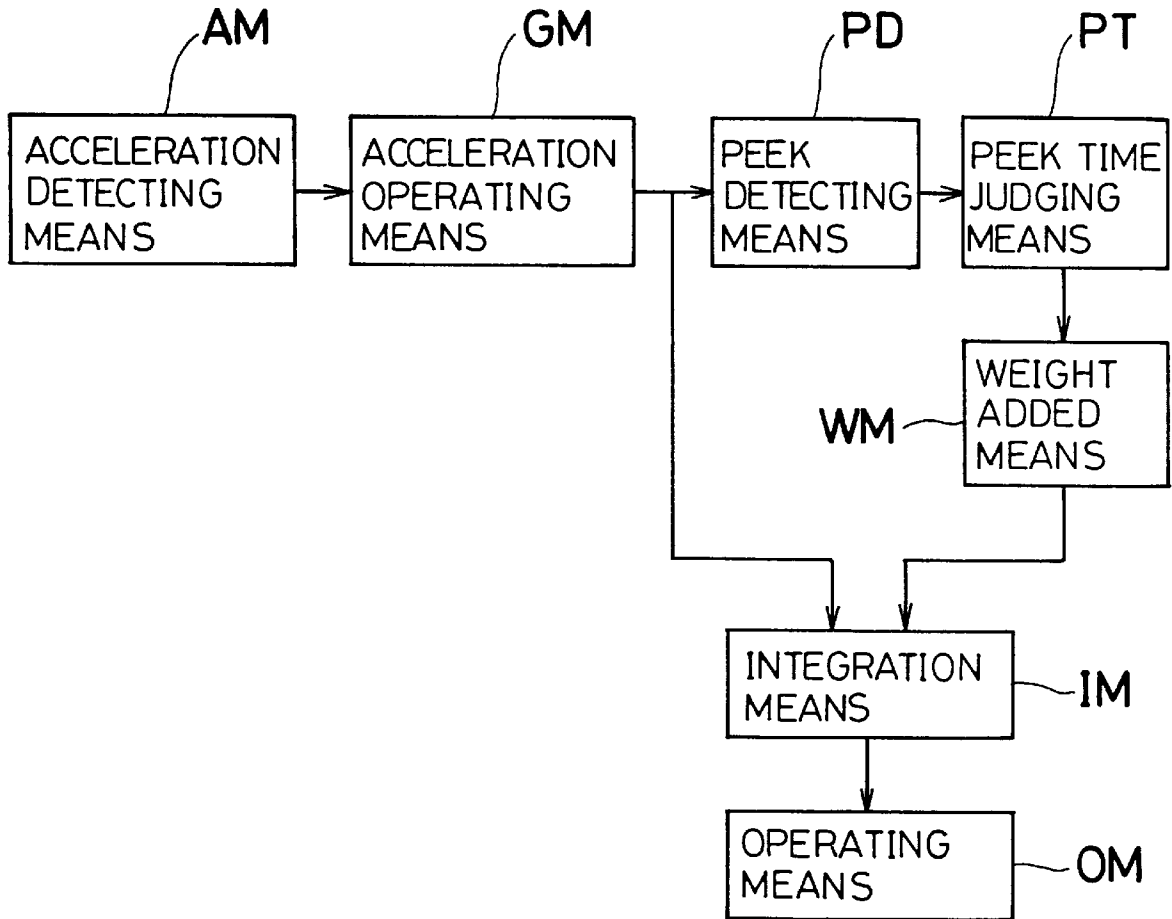 AM
GM
PD
PT
ACCELERATION
DETECTING
MEANS
ACCELERATION
OPERATING
MEANS
PEEK
DETECTING
MEANS
PEEK TIME
JUDGING
MEANS
WM
WEIGHT
ADDED
MEANS
INTEGRATION
MEANS
IM
OPERATING
MEANS
OM